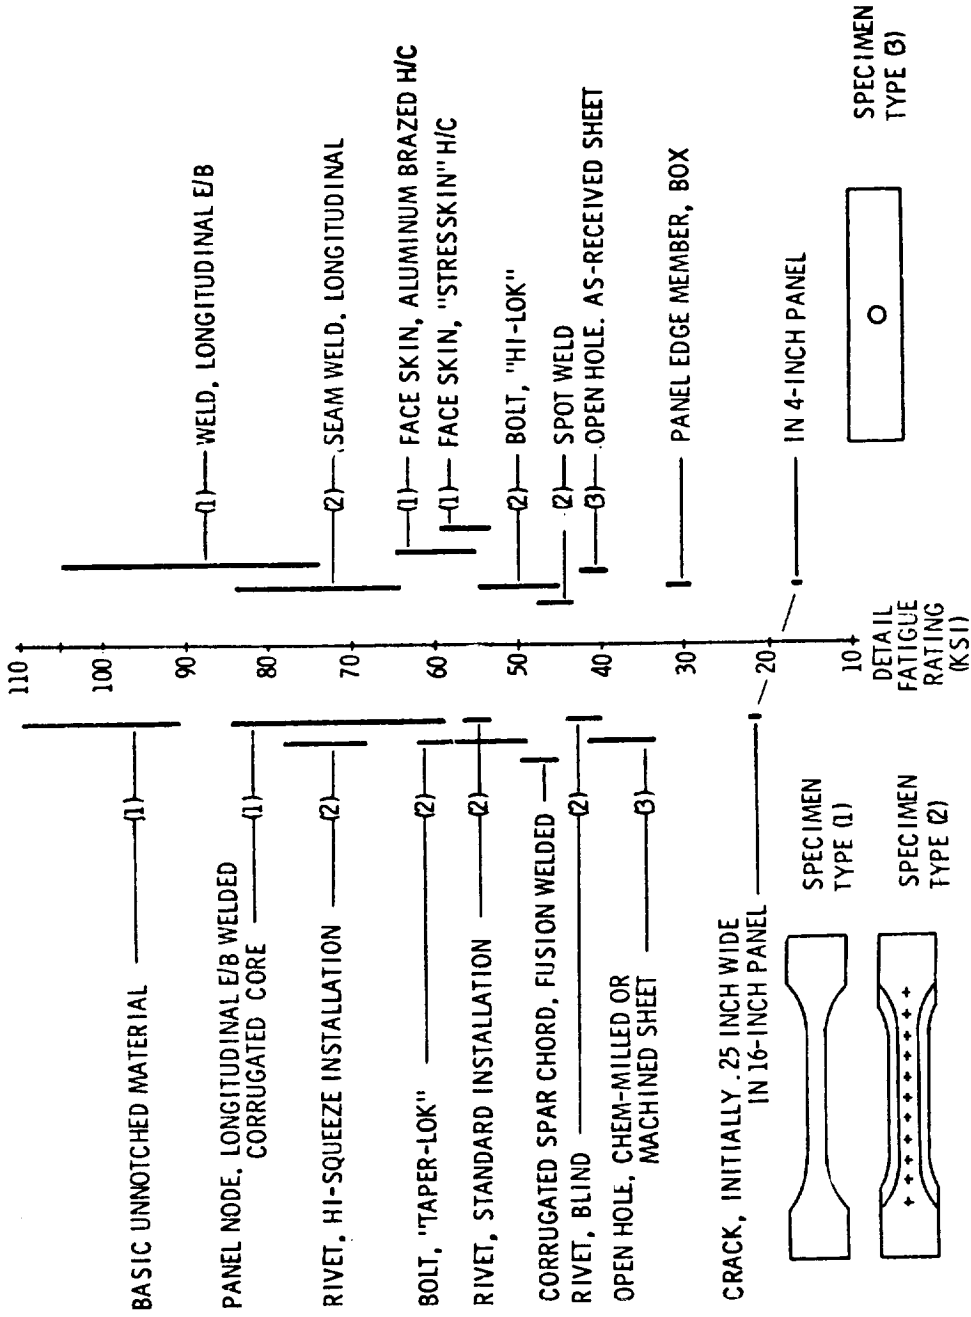 BASIC UNNOTCHED MATERIAL (1)
PANEL NODE, LONGITUDINAL E/B WELDED
CORRUGATED CORE (1)
RIVET, HI-SQUEEZE INSTALLATION (2)
BOLT, "TAPER-LOK" (2)
RIVET, STANDARD INSTALLATION (2)
CORRUGATED SPAR CHORD, FUSION WELDED
RIVET, BLIND (2)
OPEN HOLE, CHEM-MILLED OR
MACHINED SHEET (3)
CRACK, INITIALLY .25 INCH WIDE
IN 16-INCH PANEL
110
100
90
80
70
60
50
40
30
20
10
DETAIL
FATIGUE
RATING
(KSI)
(1) WELD, LONGITUDINAL E/B
(2) SEAM WELD, LONGITUDINAL
(1) FACE SKIN, ALUMINUM BRAZED H/C
(1) FACE SKIN, "STRESSKIN" H/C
(2) BOLT, "HI-LOK"
(2) SPOT WELD
(3) OPEN HOLE. AS-RECEIVED SHEET
PANEL EDGE MEMBER, BOX
IN 4-INCH PANEL
SPECIMEN
TYPE (1)
SPECIMEN
TYPE (2)
SPECIMEN
TYPE (3)